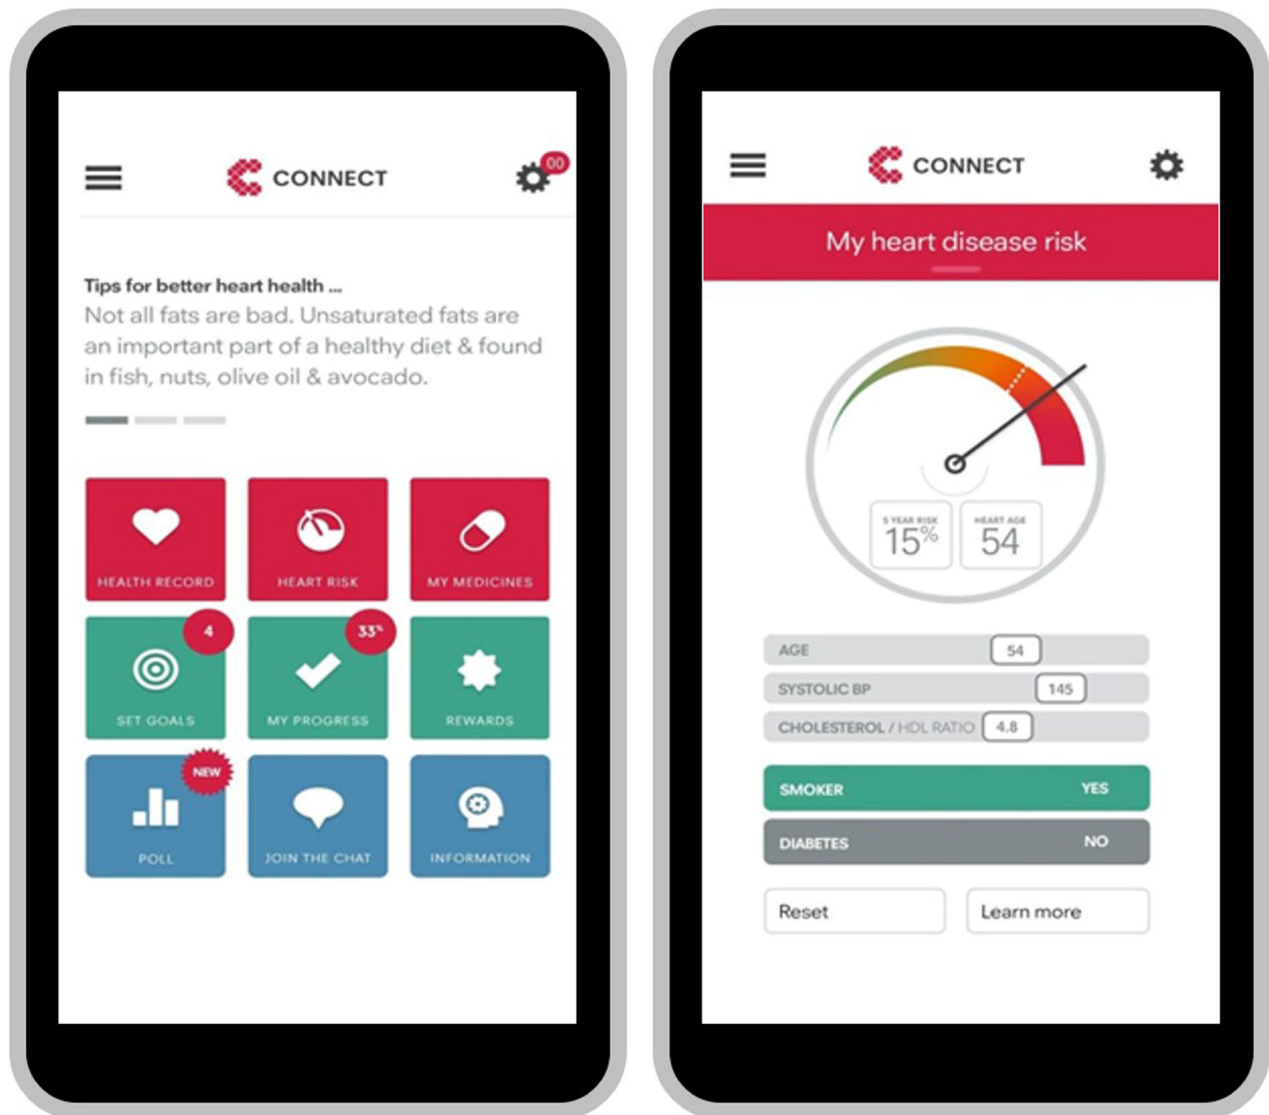 CONNECT
00
Tips for better heart health ...
Not all fats are bad. Unsaturated fats are
an important part of a healthy diet & found
in fish, nuts, olive oil & avocado.
HEALTH RECORD
HEART RISK
MY MEDICINES
4
SET GOALS
33%
MY PROGRESS
REWARDS
NEW
POLL
JOIN THE CHAT
INFORMATION
CONNECT
My heart disease risk
5 YEAR RISK
15%
HEART AGE
54
AGE 54
SYSTOLIC BP 145
CHOLESTEROL / HDL RATIO 4.8
SMOKER YES
DIABETES NO
Reset
Learn more